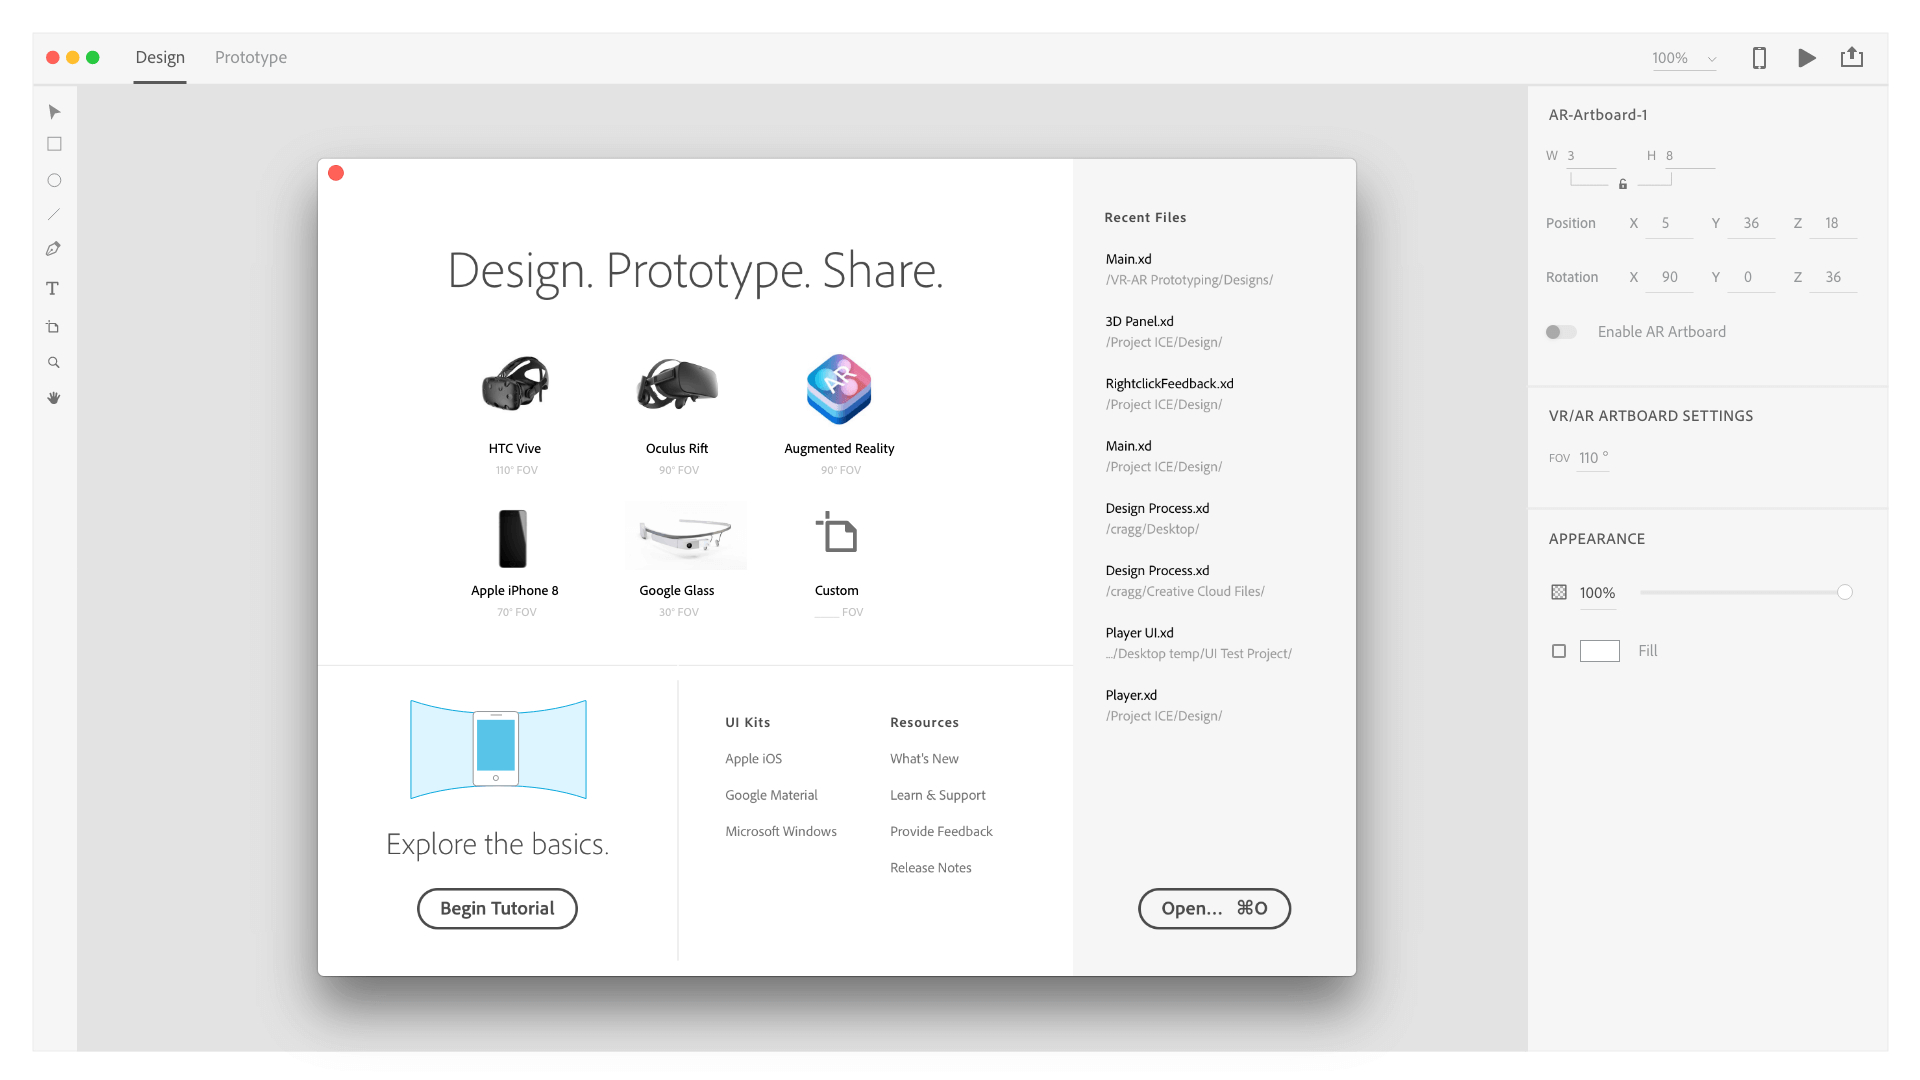 Design Prototype 100%
Design. Prototype. Share.
AR
HTC Vive
110° FOV
Oculus Rift
90° FOV
Augmented Reality
90° FOV
Apple iPhone 8
70° FOV
Google Glass
30° FOV
Custom
____ FOV
Explore the basics.
Begin Tutorial
UI Kits
Apple iOS
Google Material
Microsoft Windows
Resources
What's New
Learn & Support
Provide Feedback
Release Notes
Recent Files
Main.xd
/VR-AR Prototyping/Designs/
3D Panel.xd
/Project ICE/Design/
RightclickFeedback.xd
/Project ICE/Design/
Main.xd
/Project ICE/Design/
Design Process.xd
/cragg/Desktop/
Design Process.xd
/cragg/Creative Cloud Files/
Player UI.xd
.../Desktop temp/UI Test Project/
Player.xd
/Project ICE/Design/
Open... ⌘O
AR-Artboard-1
W 3 H 8
Position X 5 Y 36 Z 18
Rotation X 90 Y 0 Z 36
Enable AR Artboard
VR/AR ARTBOARD SETTINGS
FOV 110 °
APPEARANCE
100%
Fill
T